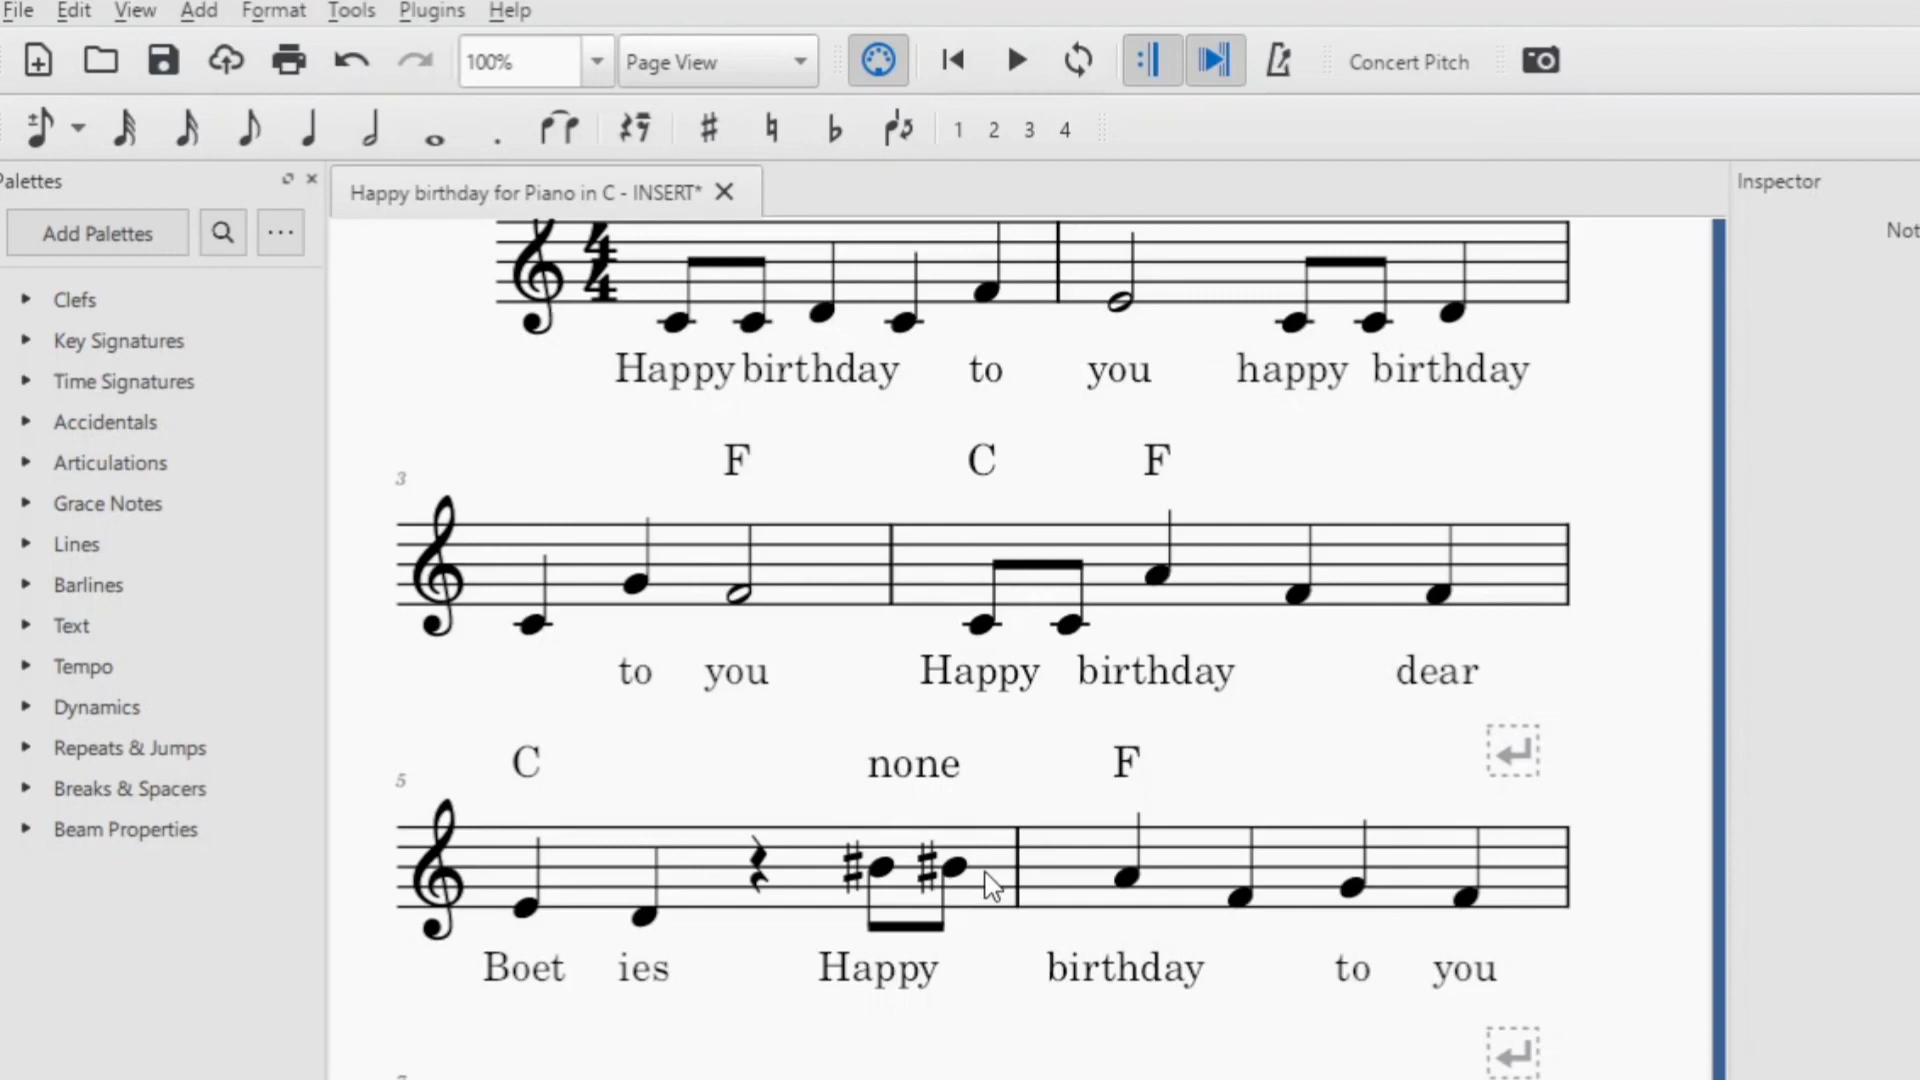 File Edit View Add Format Tools Plugins Help
100% Page View Concert Pitch
1 2 3 4
Palettes
Happy birthday for Piano in C - INSERT*
Inspector
Add Palettes
...
Not
Clefs
Key Signatures
Time Signatures
Accidentals
Articulations
Grace Notes
Lines
Barlines
Text
Tempo
Dynamics
Repeats & Jumps
Breaks & Spacers
Beam Properties
4
4
Happy birthday to you happy birthday
F C F
3
to you Happy birthday dear
C none F
5
Boet ies Happy birthday to you